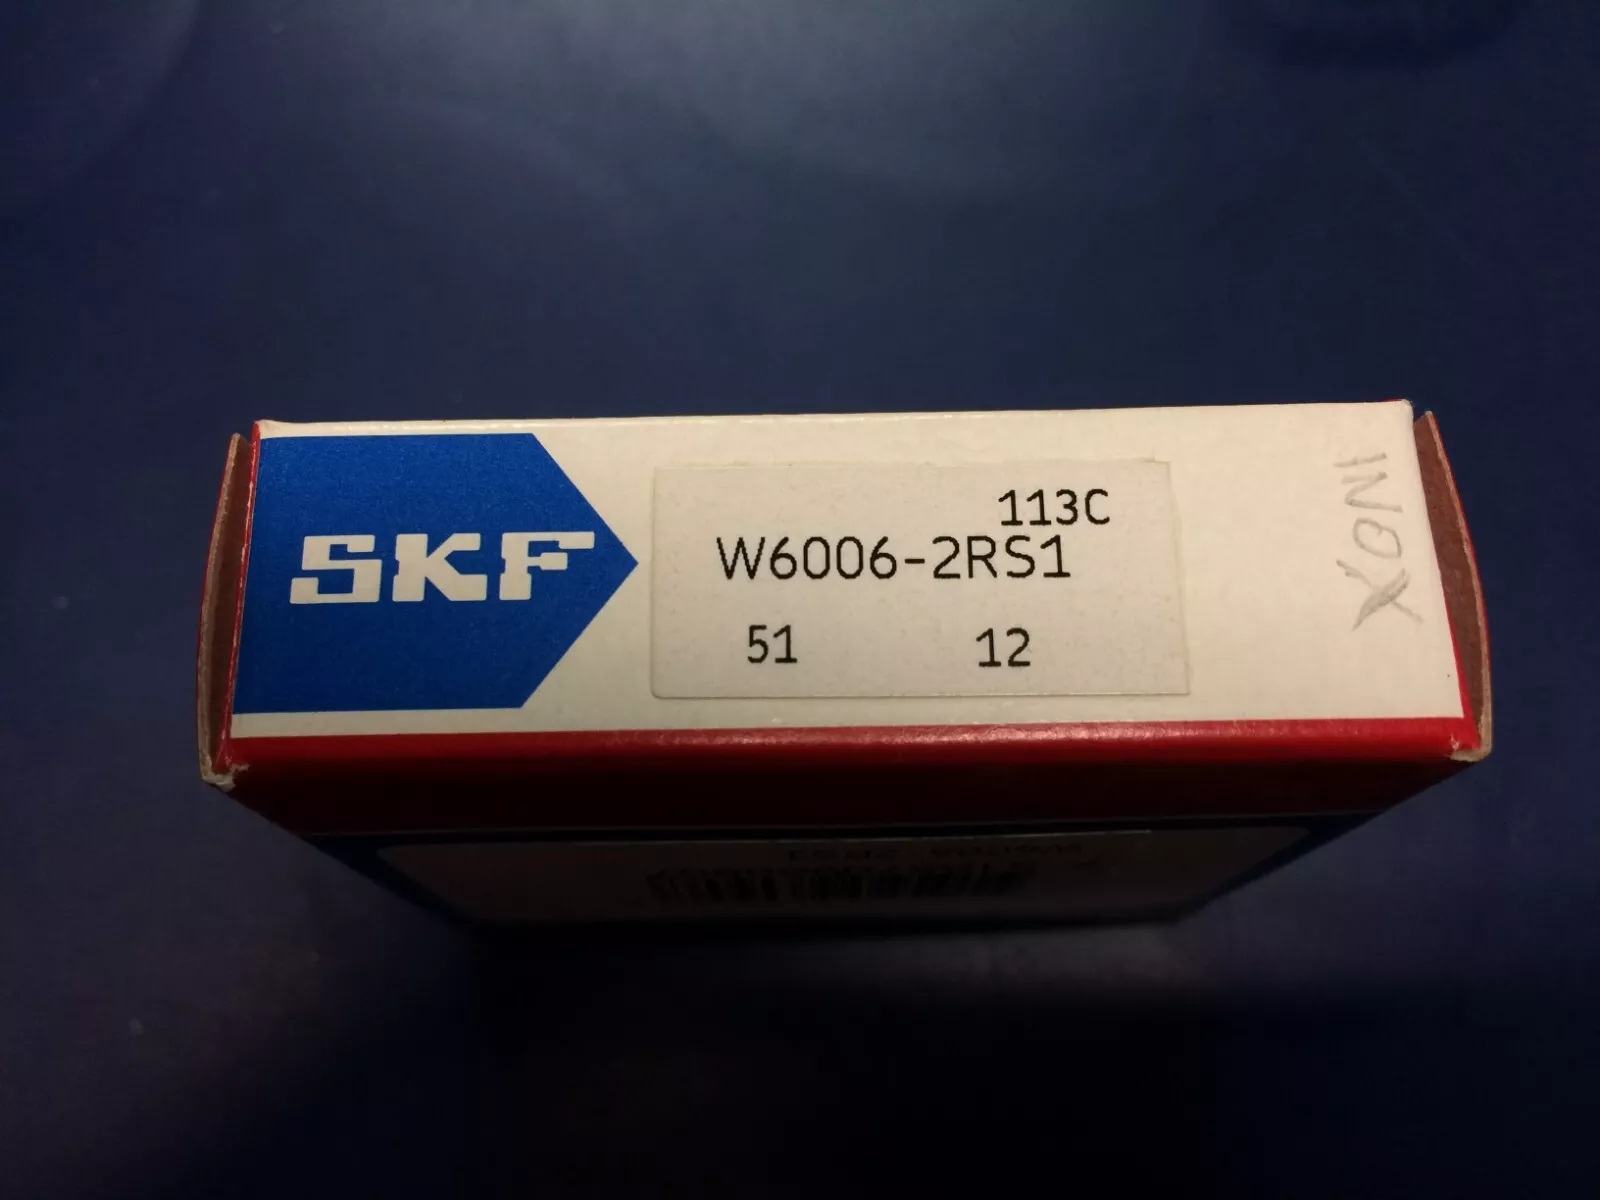 SKF
113C
W6006-2RS1
51 12
INOX